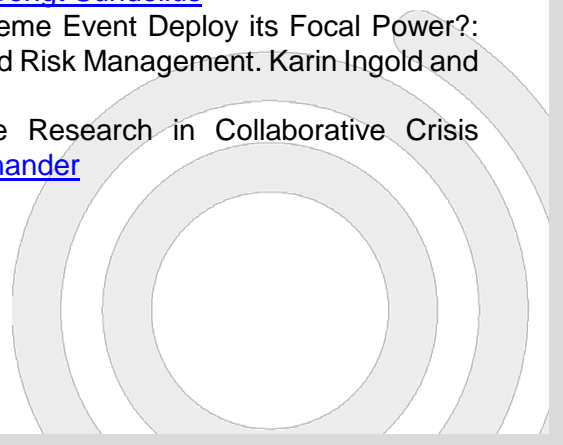 eme Event Deploy its Focal Power?:
d Risk Management. Karin Ingold and
e Research in Collaborative Crisis
nander